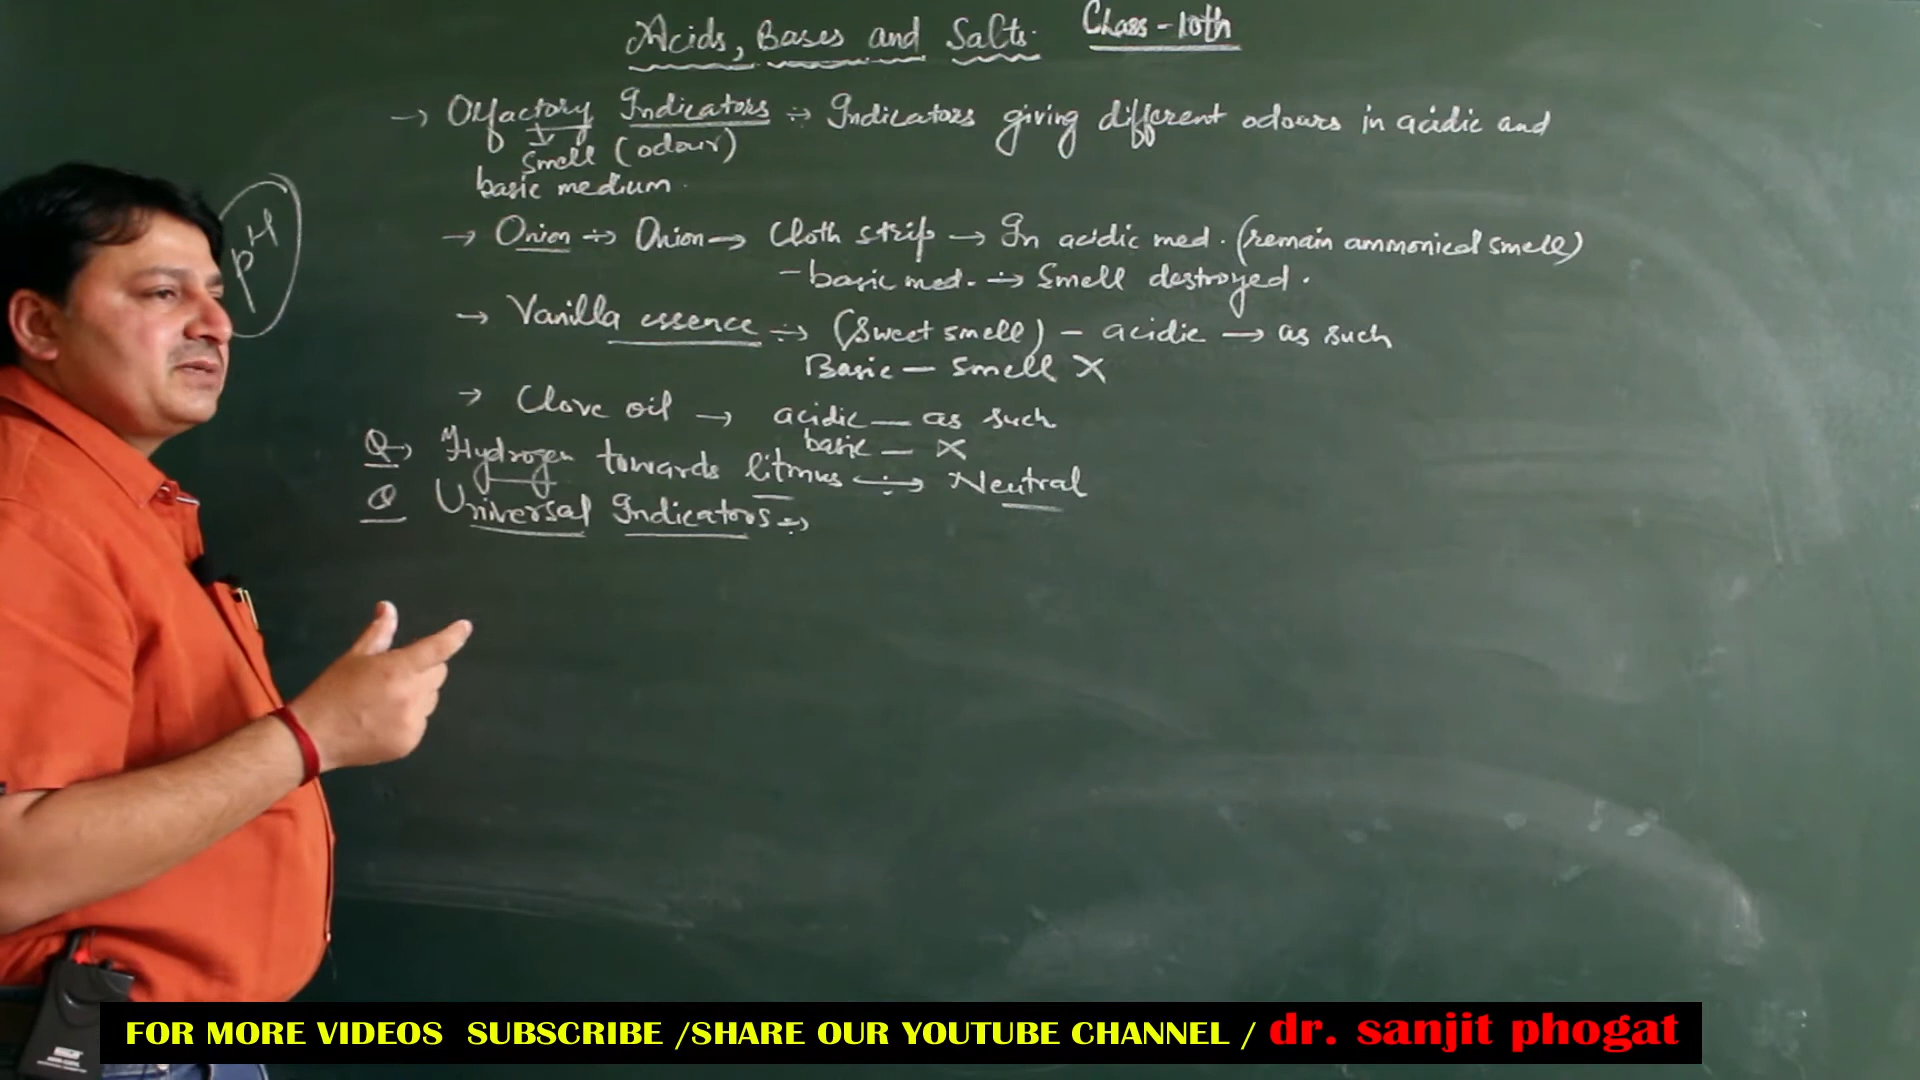 Acids, Bases and Salts. Class - 10th
→ Olfactory Indicators ÷ Indicators giving different odours in acidic and
Smell (odour)
basic medium.
pH
→ Onion ÷ Onion → Cloth strip → In acidic med. (remain ammonical smell)
- basic med. ÷ Smell destroyed.
→ Vanilla essence ÷ (Sweet smell) - acidic → as such
Basic - Smell X
→ Clove oil → acidic - as such
basic - X
Q→ Hydrogen towards litmus ÷→ Neutral
Q Universal Indicators ÷
FOR MORE VIDEOS SUBSCRIBE /SHARE OUR YOUTUBE CHANNEL / dr. sanjit phogat